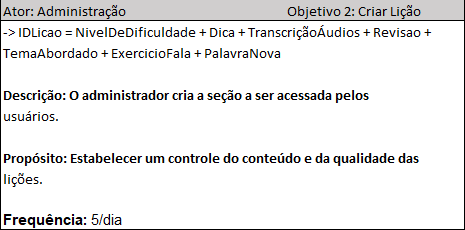 Ator: Administração Objetivo 2: Criar Lição
-> IDLicao = NivelDeDificuldade + Dica + TranscriçãoÁudios + Revisao +
TemaAbordado + ExercicioFala + PalavraNova
Descrição: O administrador cria a seção a ser acessada pelos
usuários.
Propósito: Estabelecer um controle do conteúdo e da qualidade das
lições.
Frequência: 5/dia